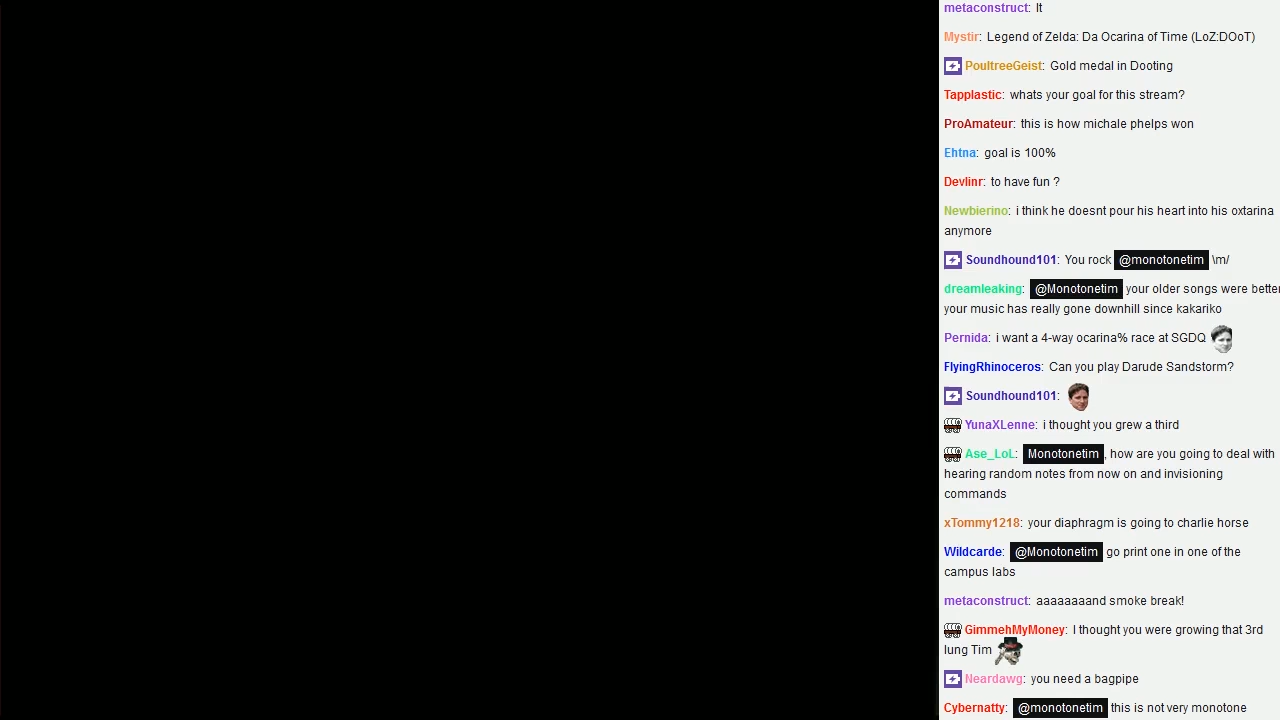 metaconstruct: It
Mystir: Legend of Zelda: Da Ocarina of Time (LoZ:DOoT)
PoultreeGeist: Gold medal in Dooting
Tapplastic: whats your goal for this stream?
ProAmateur: this is how michale phelps won
Ehtna: goal is 100%
Devlinr: to have fun ?
Newbierino: i think he doesnt pour his heart into his oxtarina
anymore
Soundhound101: You rock @monotonetim \m/
dreamleaking: @Monotonetim your older songs were better
your music has really gone downhill since kakariko
Pernida: i want a 4-way ocarina% race at SGDQ
FlyingRhinoceros: Can you play Darude Sandstorm?
Soundhound101:
YunaXLenne: i thought you grew a third
Ase_LoL: Monotonetim, how are you going to deal with
hearing random notes from now on and invisioning
commands
xTommy1218: your diaphragm is going to charlie horse
Wildcarde: @Monotonetim go print one in one of the
campus labs
metaconstruct: aaaaaaaand smoke break!
GimmehMyMoney: I thought you were growing that 3rd
lung Tim
Neardawg: you need a bagpipe
Cybernatty: @monotonetim this is not very monotone